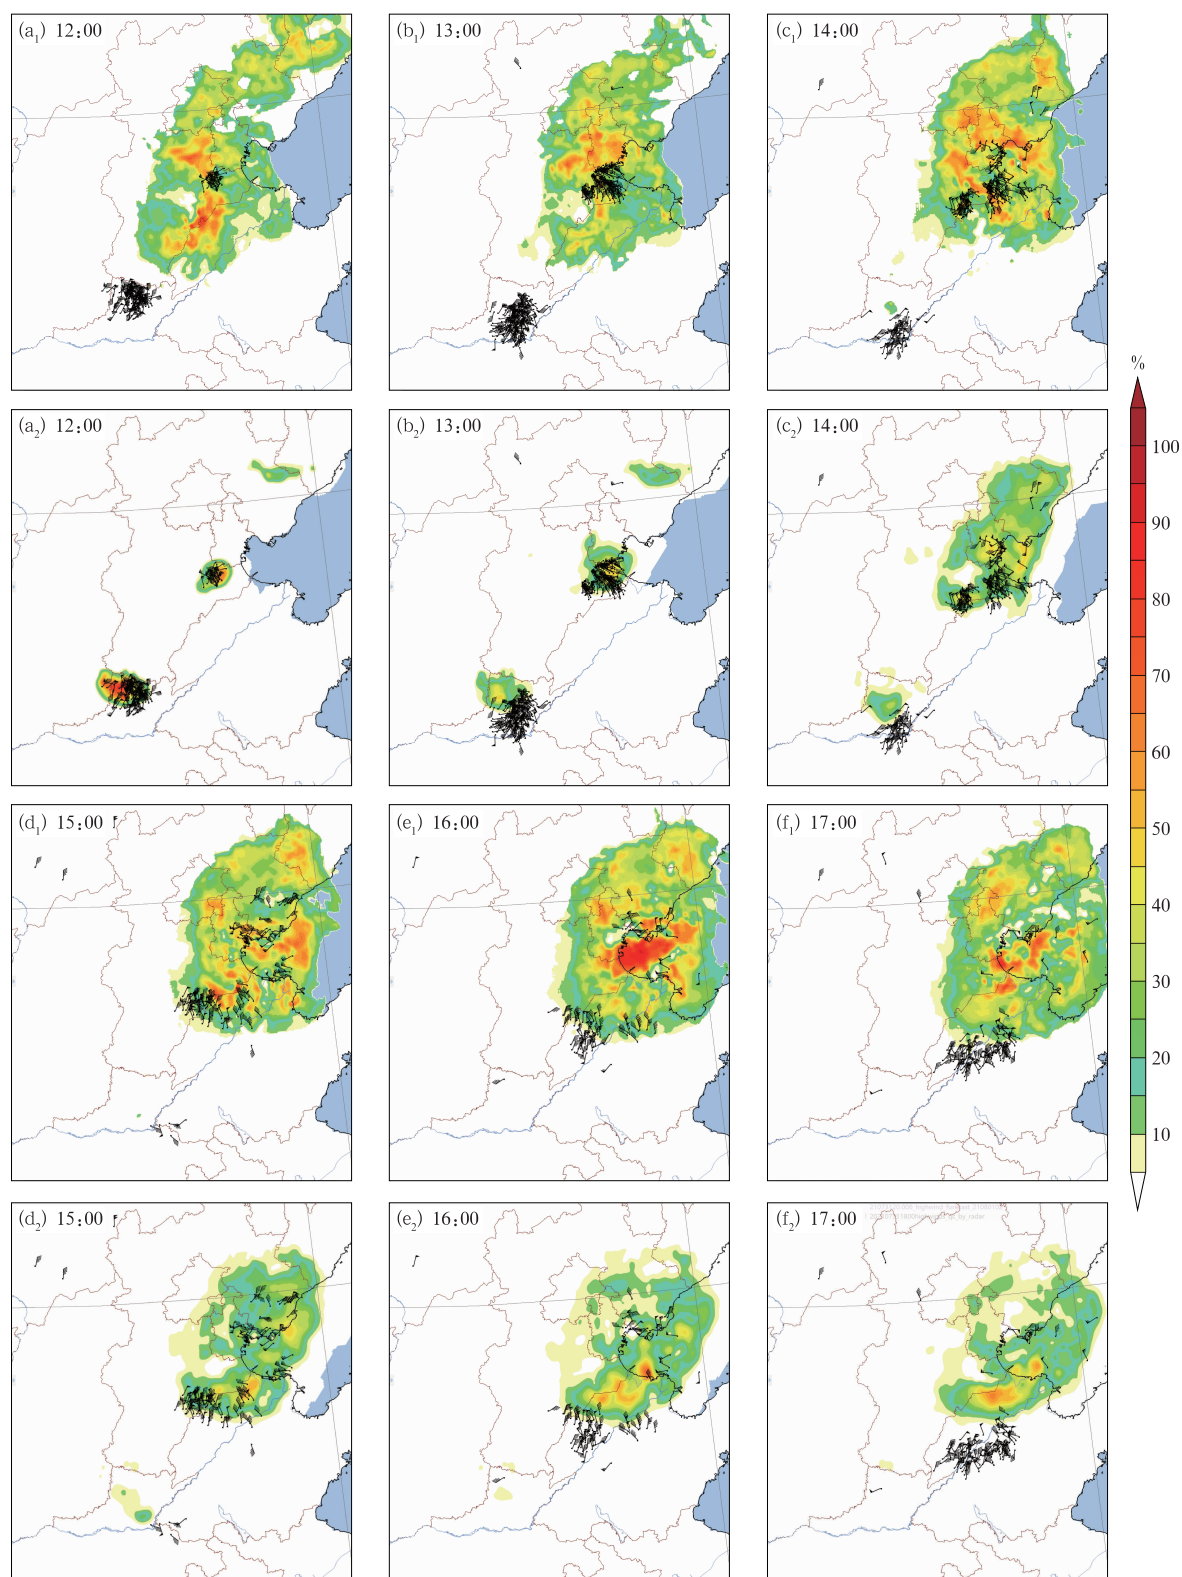 (a₁) 12:00
(b₁) 13:00
(c₁) 14:00
%
(a₂) 12:00
(b₂) 13:00
(c₂) 14:00
100
90
80
70
60
50
40
30
20
10
(d₁) 15:00
(e₁) 16:00
(f₁) 17:00
(d₂) 15:00
(e₂) 16:00
(f₂) 17:00